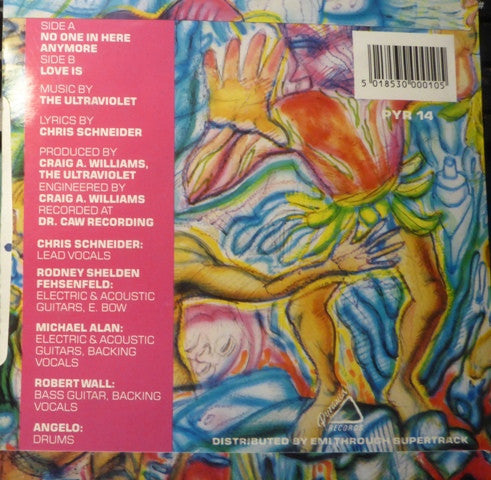 SIDE A
NO ONE IN HERE
ANYMORE
SIDE B
LOVE IS
MUSIC BY
THE ULTRAVIOLET
LYRICS BY
CHRIS SCHNEIDER
PRODUCED BY
CRAIG A. WILLIAMS,
THE ULTRAVIOLET
ENGINEERED BY
CRAIG A. WILLIAMS
RECORDED AT
DR. CAW RECORDING
CHRIS SCHNEIDER:
LEAD VOCALS
RODNEY SHELDEN
FEHSENFELD:
ELECTRIC & ACOUSTIC
GUITARS, E. BOW
MICHAEL ALAN:
ELECTRIC & ACOUSTIC
GUITARS, BACKING
VOCALS
ROBERT WALL:
BASS GUITAR, BACKING
VOCALS
ANGELO:
DRUMS
5 018530 000105
PYR 14
RECORDS
DISTRIBUTED BY EMI THROUGH SUPERTRACK